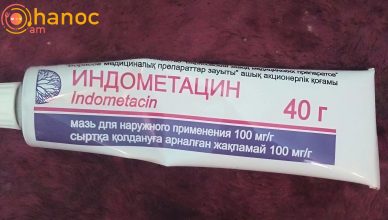 Ohanoc
am
медициналық препараттар зауыты" ашық акционерлік қоғамы
ИНДОМЕТАЦИН
Indometacin
40 г
мазь для наружного применения 100 мг/г
сыртқа қолдануға арналған жақпамай 100 мг/г